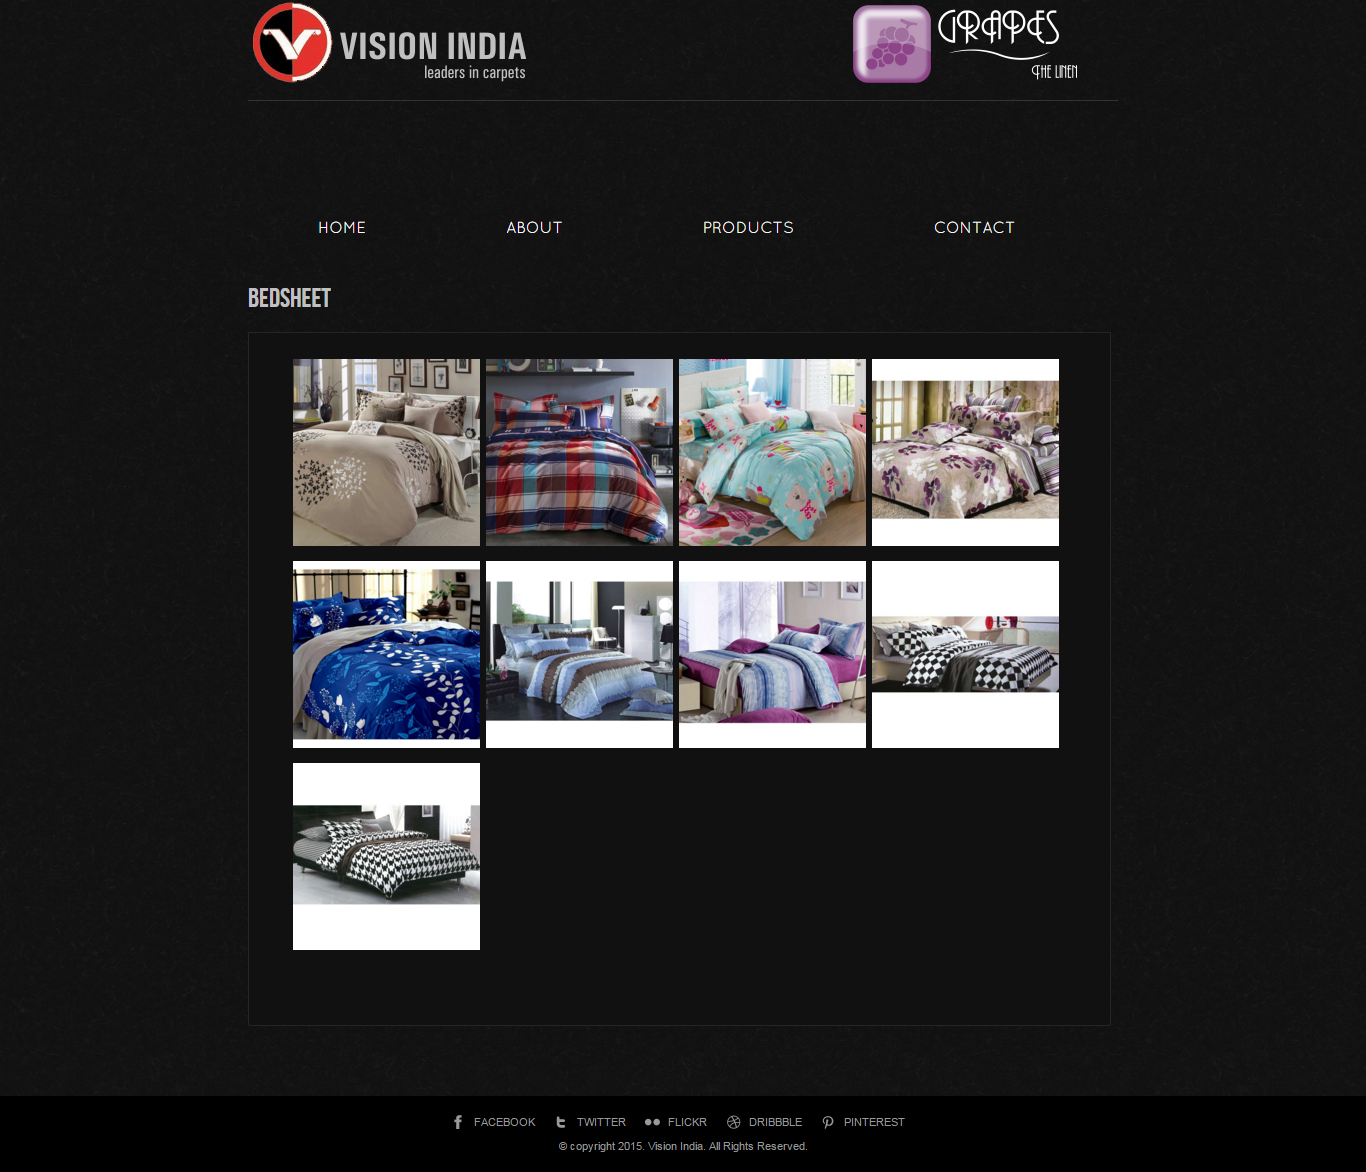 VISION INDIA
leaders in carpets
GRAPES
THE LINEN
HOME ABOUT PRODUCTS CONTACT
BEDSHEET
FACEBOOK TWITTER FLICKR DRIBBBLE PINTEREST
© copyright 2015. Vision India. All Rights Reserved.